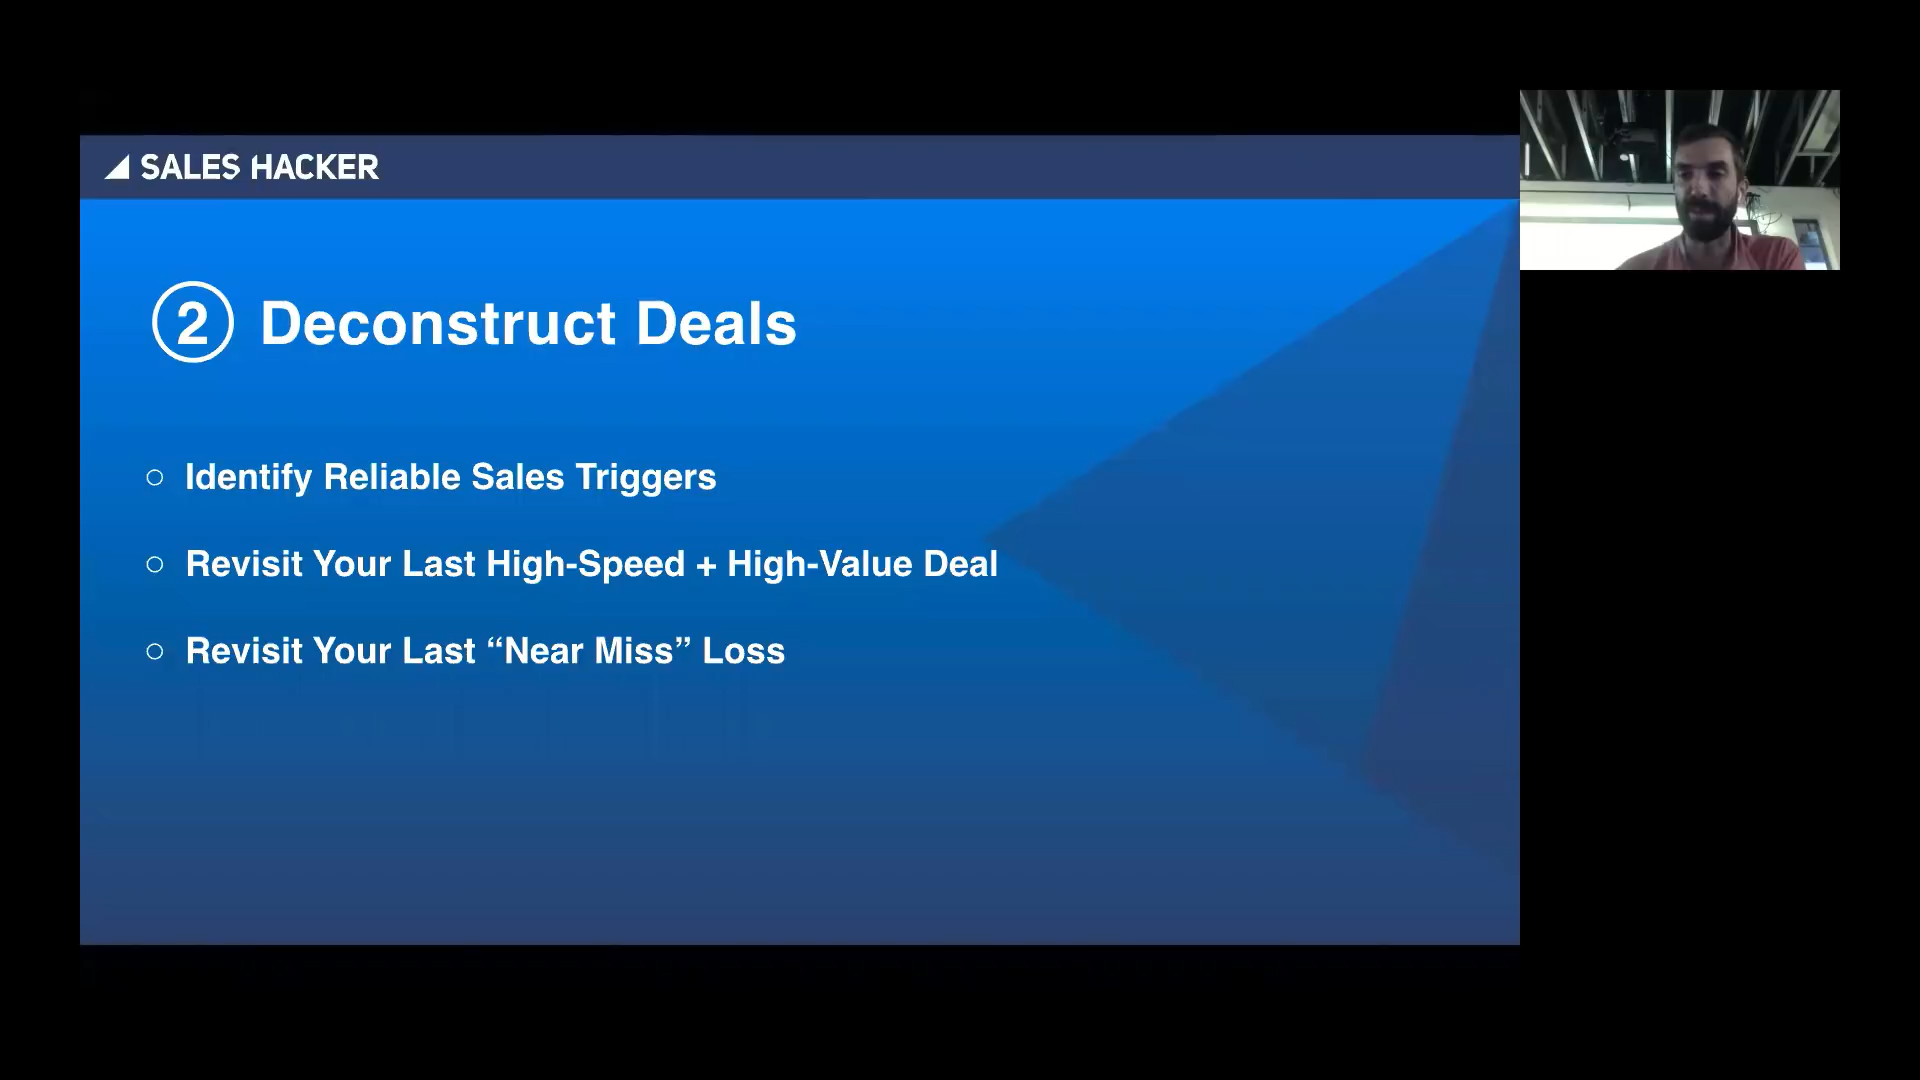 SALES HACKER
2 Deconstruct Deals
Identify Reliable Sales Triggers
Revisit Your Last High-Speed + High-Value Deal
Revisit Your Last “Near Miss” Loss